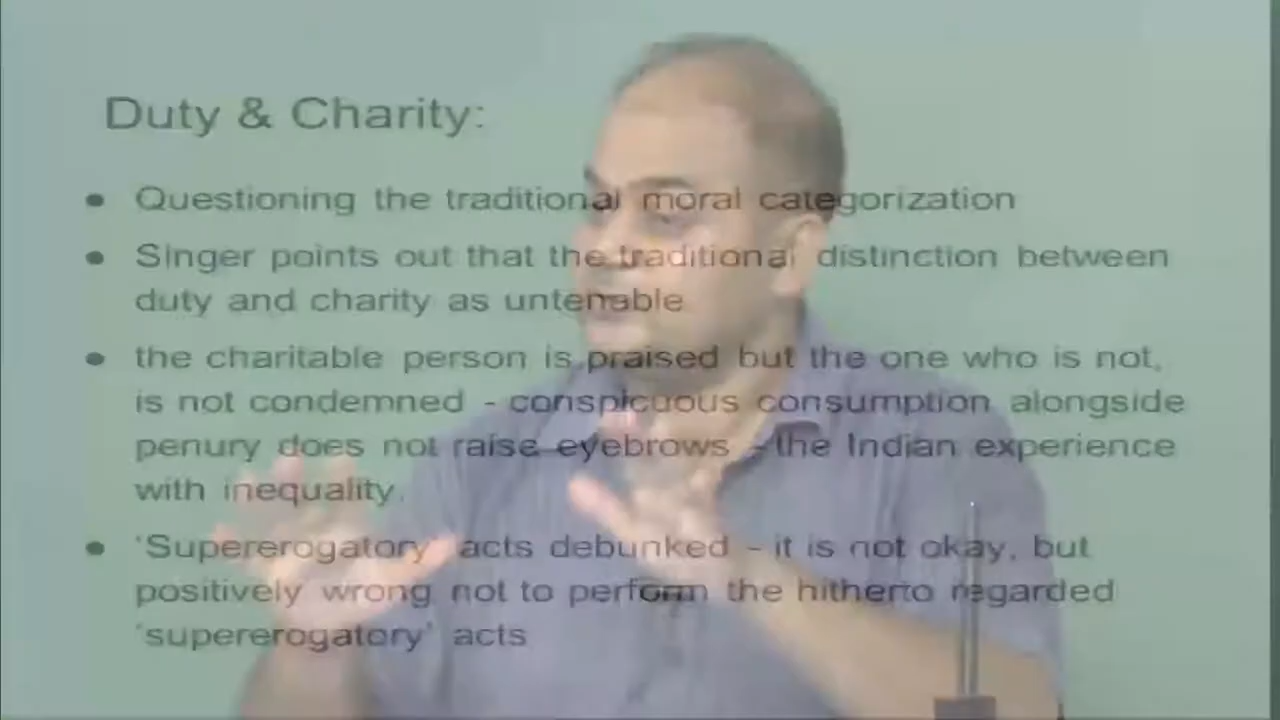 Duty & Charity:
• Questioning the traditional moral categorization
• Singer points out that the traditional distinction between
duty and charity as untenable
• the charitable person is praised but the one who is not,
is not condemned - conspicuous consumption alongside
penury does not raise eyebrows - the Indian experience
with inequality.
• 'Supererogatory' acts debunked - it is not okay, but
positively wrong not to perform the hitherto regarded
'supererogatory' acts